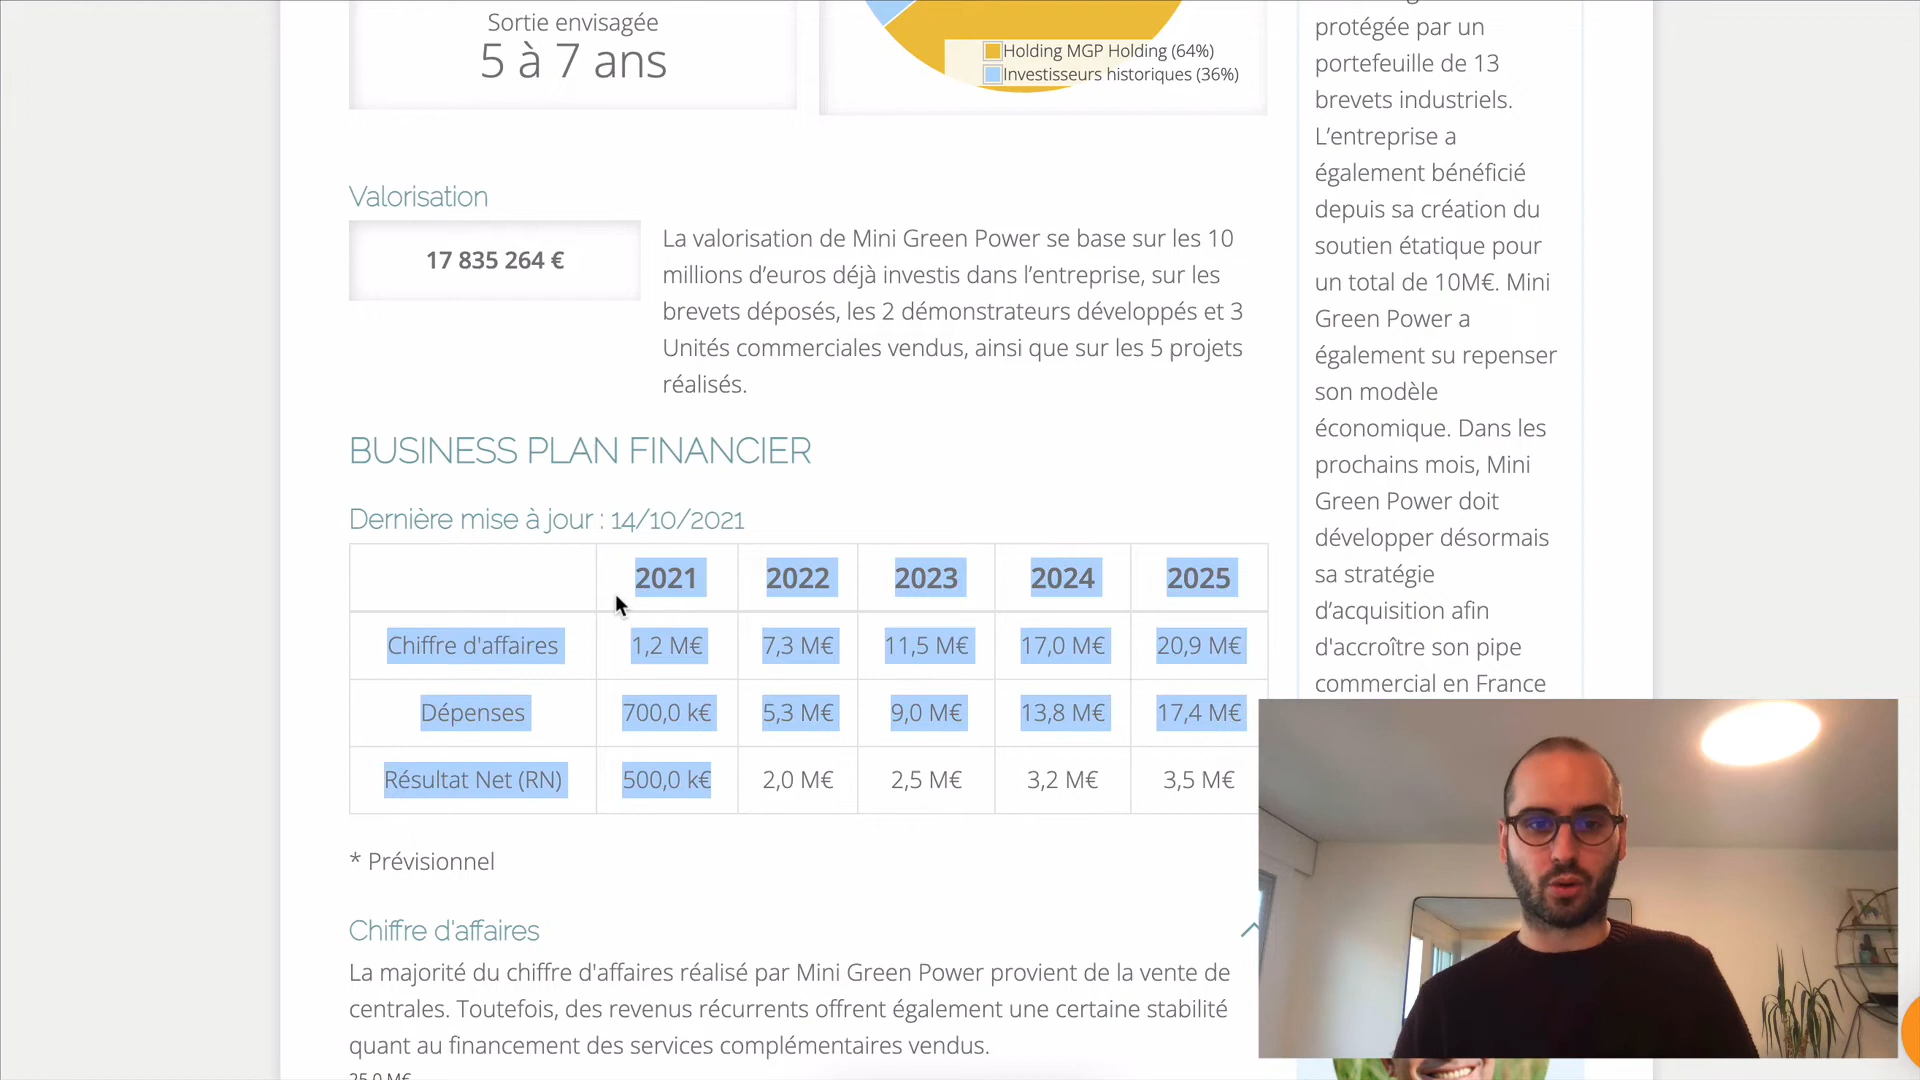 Sortie envisagée
5 à 7 ans
Holding MGP Holding (64%)
Investisseurs historiques (36%)
Valorisation
17 835 264 €
La valorisation de Mini Green Power se base sur les 10
millions d’euros déjà investis dans l’entreprise, sur les
brevets déposés, les 2 démonstrateurs développés et 3
Unités commerciales vendus, ainsi que sur les 5 projets
réalisés.
BUSINESS PLAN FINANCIER
Dernière mise à jour : 14/10/2021
2021 2022 2023 2024 2025
Chiffre d'affaires 1,2 M€ 7,3 M€ 11,5 M€ 17,0 M€ 20,9 M€
Dépenses 700,0 k€ 5,3 M€ 9,0 M€ 13,8 M€ 17,4 M€
Résultat Net (RN) 500,0 k€ 2,0 M€ 2,5 M€ 3,2 M€ 3,5 M€
* Prévisionnel
Chiffre d'affaires
La majorité du chiffre d'affaires réalisé par Mini Green Power provient de la vente de
centrales. Toutefois, des revenus récurrents offrent également une certaine stabilité
quant au financement des services complémentaires vendus.
25,0 M€
protégée par un
portefeuille de 13
brevets industriels.
L’entreprise a
également bénéficié
depuis sa création du
soutien étatique pour
un total de 10M€. Mini
Green Power a
également su repenser
son modèle
économique. Dans les
prochains mois, Mini
Green Power doit
développer désormais
sa stratégie
d’acquisition afin
d'accroître son pipe
commercial en France